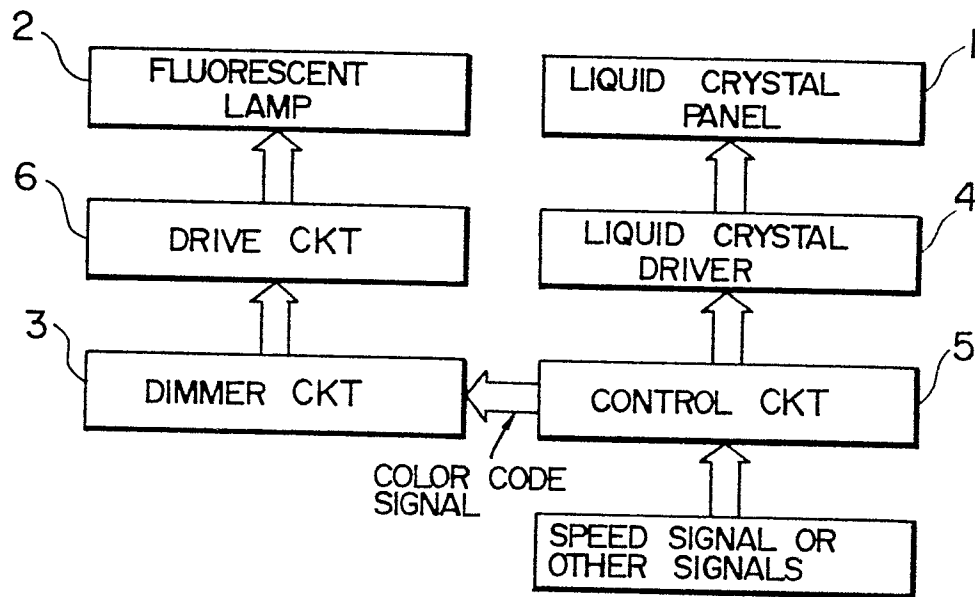 2
FLUORESCENT
LAMP
1
LIQUID CRYSTAL
PANEL
6
DRIVE CKT
4
LIQUID CRYSTAL
DRIVER
3
DIMMER CKT
5
CONTROL CKT
COLOR CODE
SIGNAL
SPEED SIGNAL OR
OTHER SIGNALS